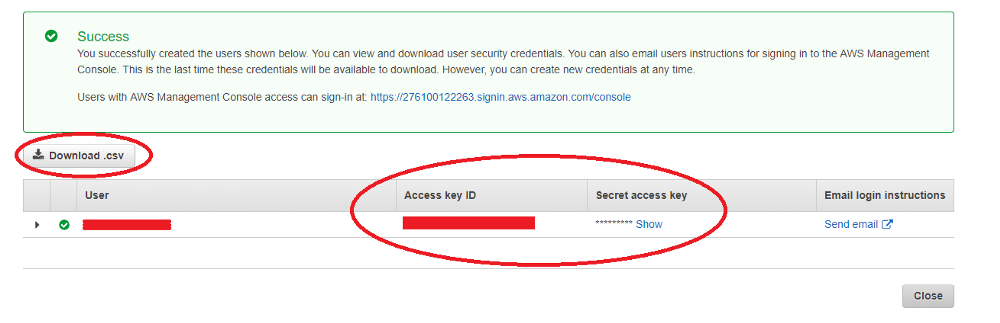 Success
You successfully created the users shown below. You can view and download user security credentials. You can also email users instructions for signing in to the AWS Management
Console. This is the last time these credentials will be available to download. However, you can create new credentials at any time.
Users with AWS Management Console access can sign-in at: https://276100122263.signin.aws.amazon.com/console
Download .csv
User Access key ID Secret access key Email login instructions
********* Show Send email
Close